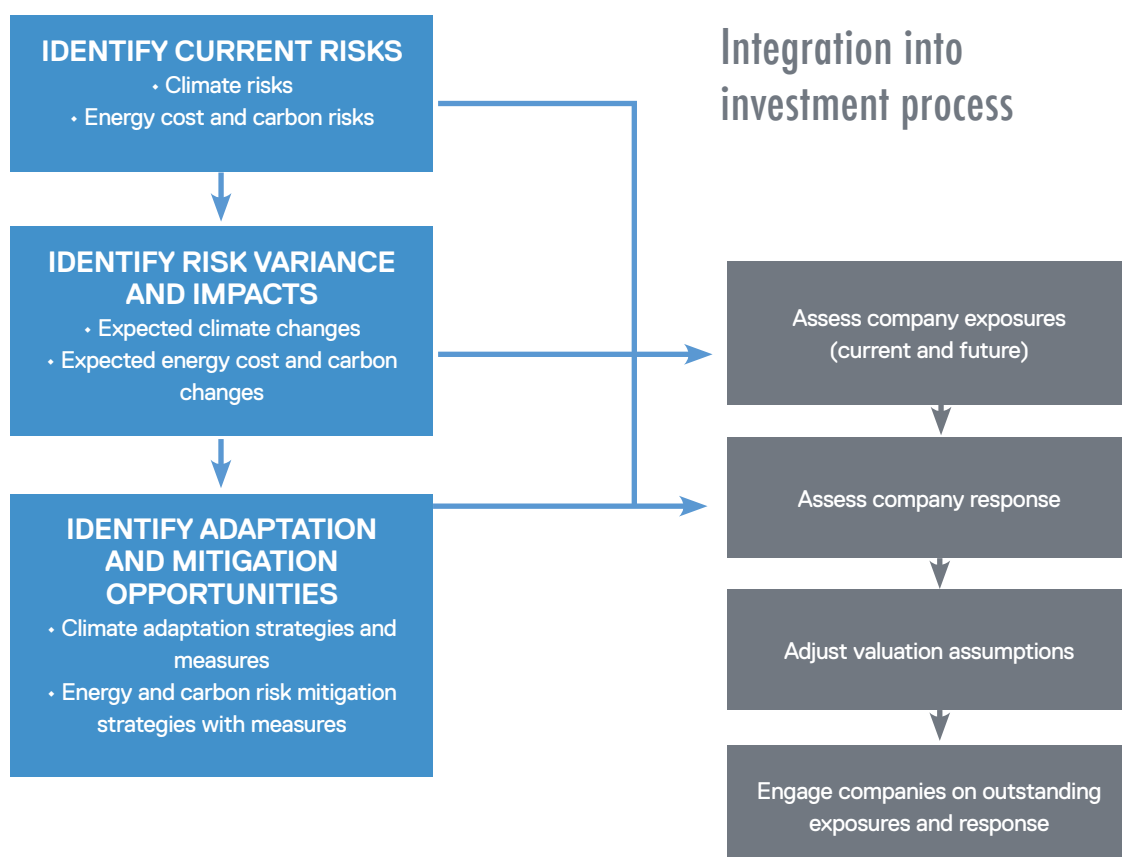 IDENTIFY CURRENT RISKS
• Climate risks
• Energy cost and carbon risks
IDENTIFY RISK VARIANCE
AND IMPACTS
• Expected climate changes
• Expected energy cost and carbon
changes
IDENTIFY ADAPTATION
AND MITIGATION
OPPORTUNITIES
• Climate adaptation strategies and
measures
• Energy and carbon risk mitigation
strategies with measures
Integration into
investment process
Assess company exposures
(current and future)
Assess company response
Adjust valuation assumptions
Engage companies on outstanding
exposures and response